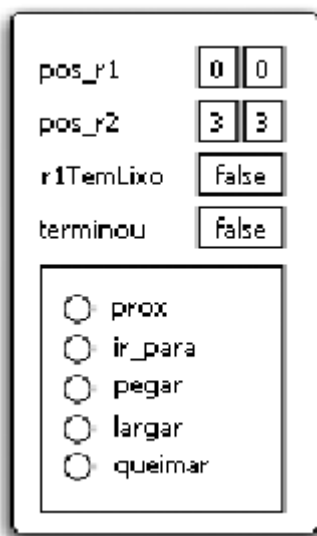 pos_r1 0 0
pos_r2 3 3
r1TemLixo false
terminou false
prox
ir_para
pegar
largar
queimar